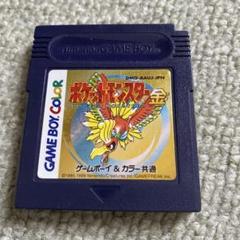 Nintendo GAME BOY
DMG-AAUJ-JPN
ポケットモンスター
金
GAME BOY COLOR
ゲームボーイ&カラー共通